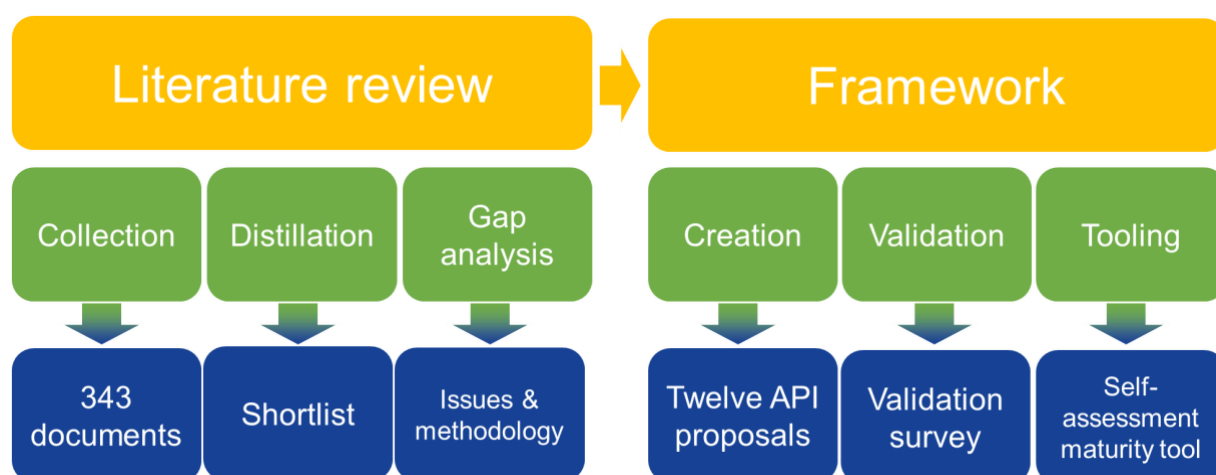 Literature review
Framework
Collection
Distillation
Gap
analysis
Creation
Validation
Tooling
343
documents
Shortlist
Issues &
methodology
Twelve API
proposals
Validation
survey
Self-
assessment
maturity tool